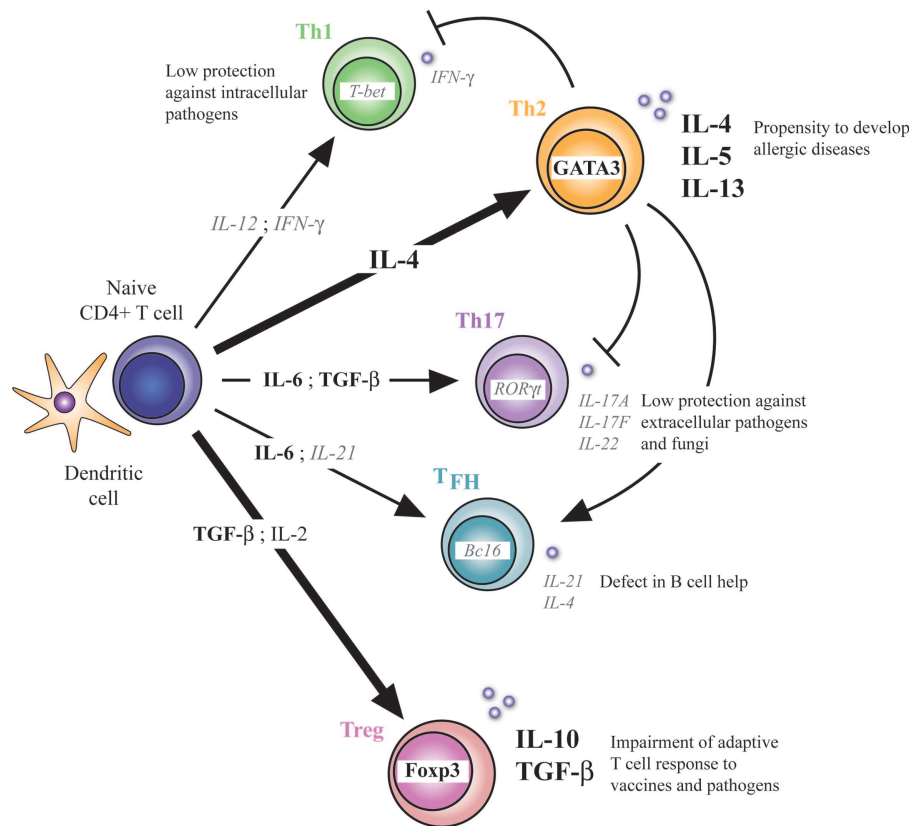 Th1
Low protection
against intracellular
pathogens
T-bet
IFN-γ
Th2
GATA3
IL-4
IL-5
IL-13
Propensity to develop
allergic diseases
IL-12 ; IFN-γ
IL-4
Naive
CD4+ T cell
Dendritic
cell
Th17
IL-6 ; TGF-β
RORγt
IL-17A
IL-17F
IL-22
Low protection against
extracellular pathogens
and fungi
IL-6 ; IL-21
TFH
Bc16
IL-21
IL-4
Defect in B cell help
TGF-β ; IL-2
Treg
Foxp3
IL-10
TGF-β
Impairment of adaptive
T cell response to
vaccines and pathogens